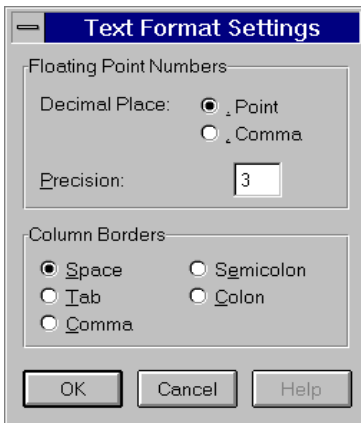 Text Format Settings
Floating Point Numbers
Decimal Place: . Point
, Comma
Precision: 3
Column Borders
Space Semicolon
Tab Colon
Comma
OK Cancel Help